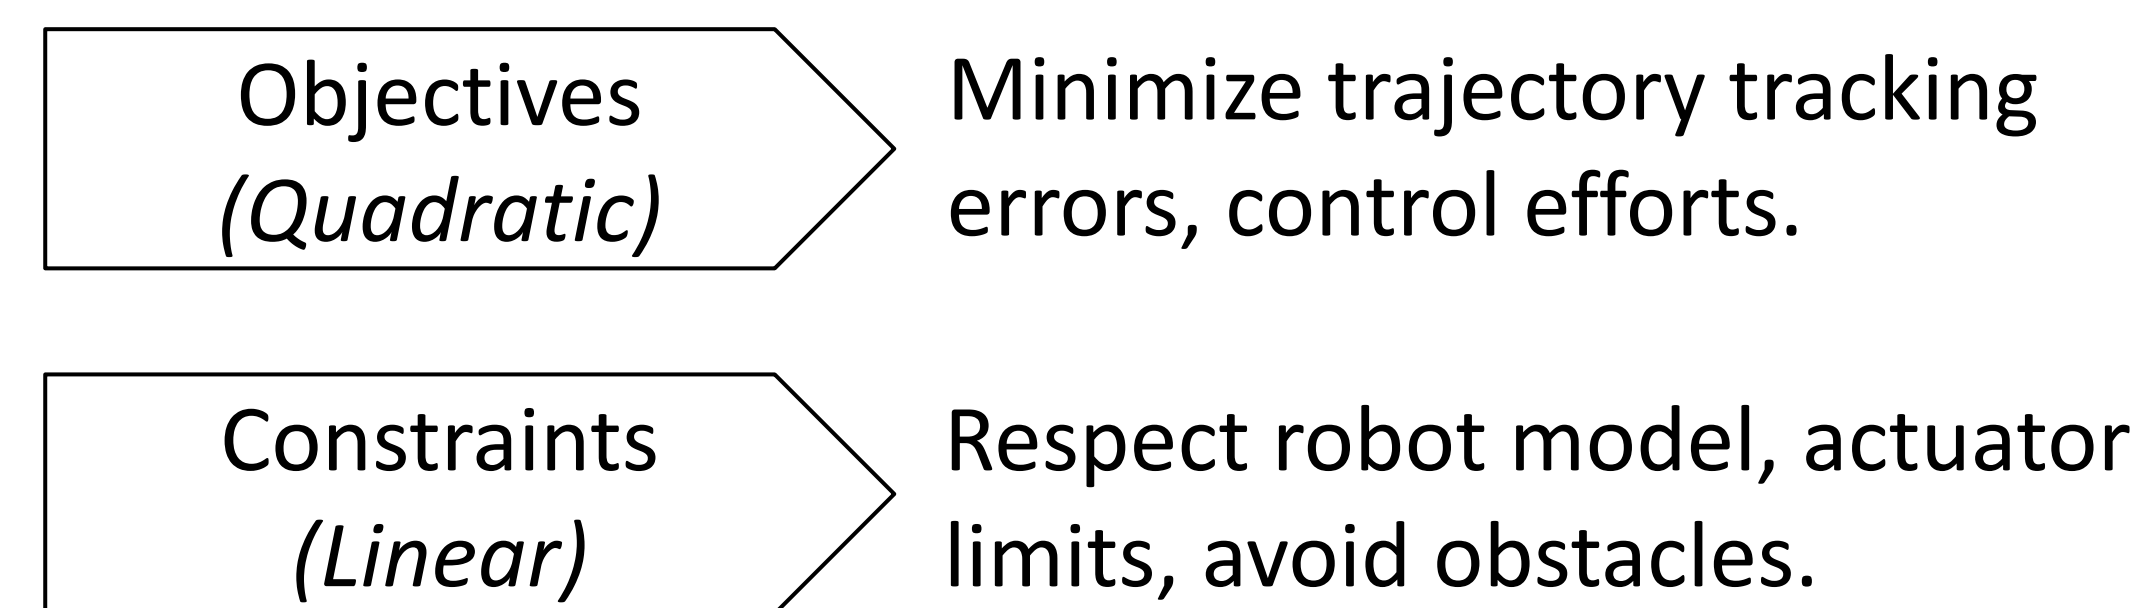 Objectives
(Quadratic)
Minimize trajectory tracking
errors, control efforts.
Constraints
(Linear)
Respect robot model, actuator
limits, avoid obstacles.